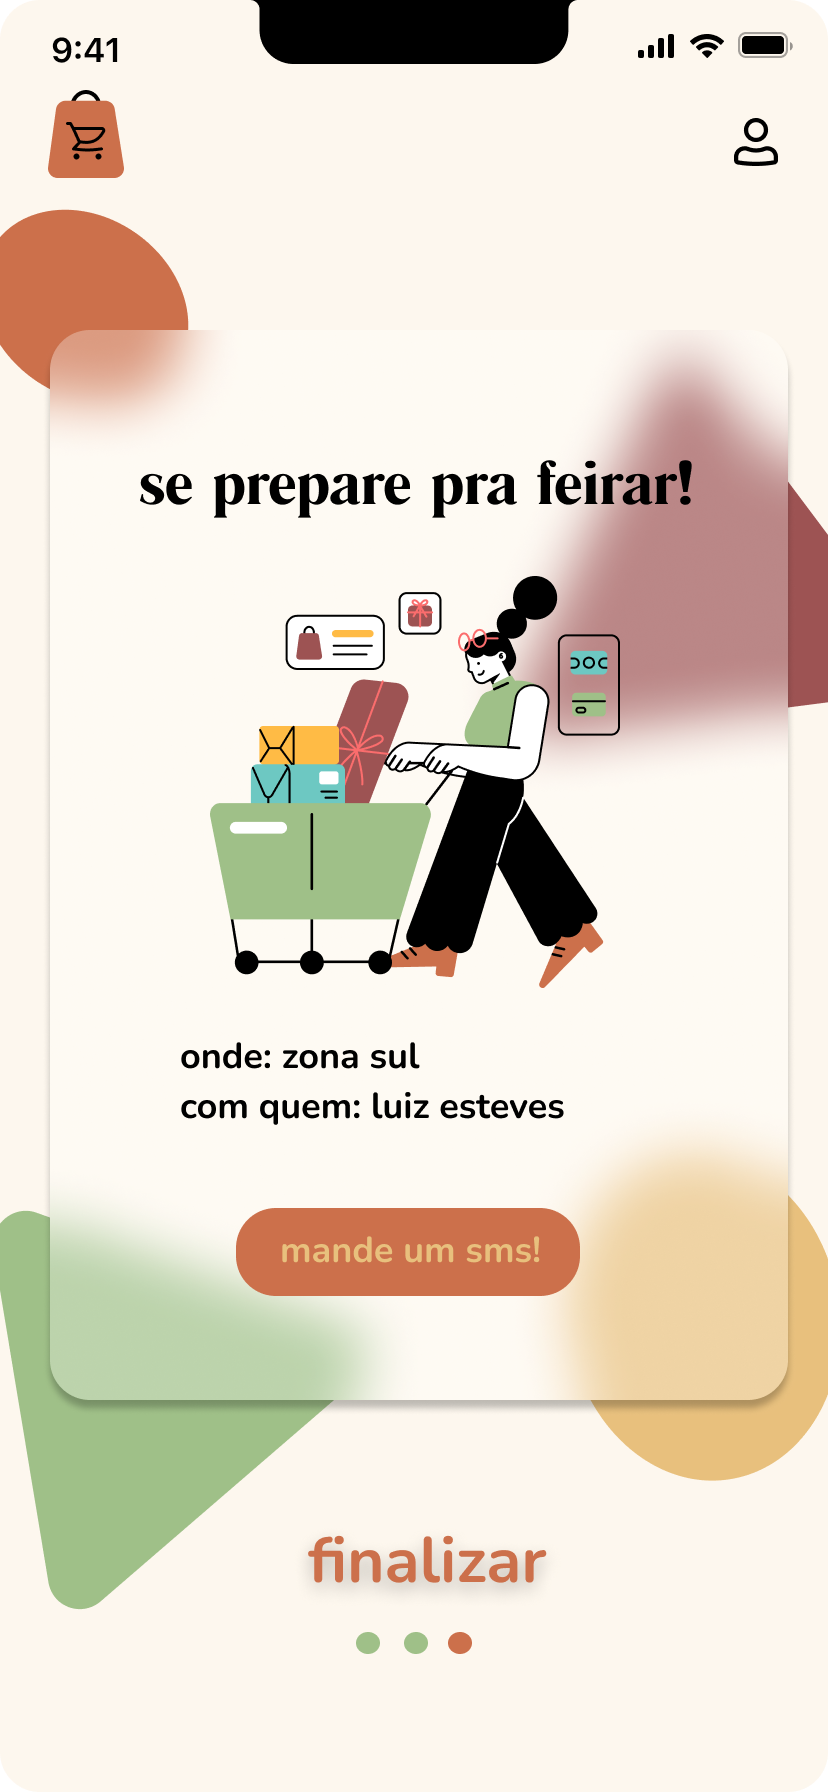 9:41
se prepare pra feirar!
onde: zona sul
com quem: luiz esteves
mande um sms!
finalizar